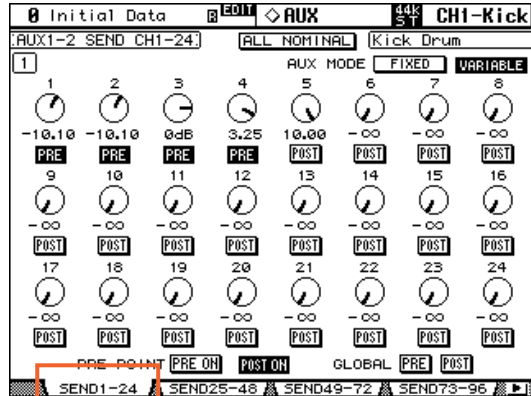 0 Initial Data R EDIT ◇ AUX 44K ST CH1-Kick
AUX1-2 SEND CH1-24 ALL NOMINAL Kick Drum
1 AUX MODE FIXED VARIABLE
1 2 3 4 5 6 7 8
-10.10 -10.10 0dB 3.25 10.00 -∞ -∞ -∞
PRE PRE PRE PRE POST POST POST POST
9 10 11 12 13 14 15 16
-∞ -∞ -∞ -∞ -∞ -∞ -∞ -∞
POST POST POST POST POST POST POST POST
17 18 19 20 21 22 23 24
-∞ -∞ -∞ -∞ -∞ -∞ -∞ -∞
POST POST POST POST POST POST POST POST
PRE POINT PRE ON POST ON GLOBAL PRE POST
SEND1-24 SEND25-48 SEND49-72 SEND73-96